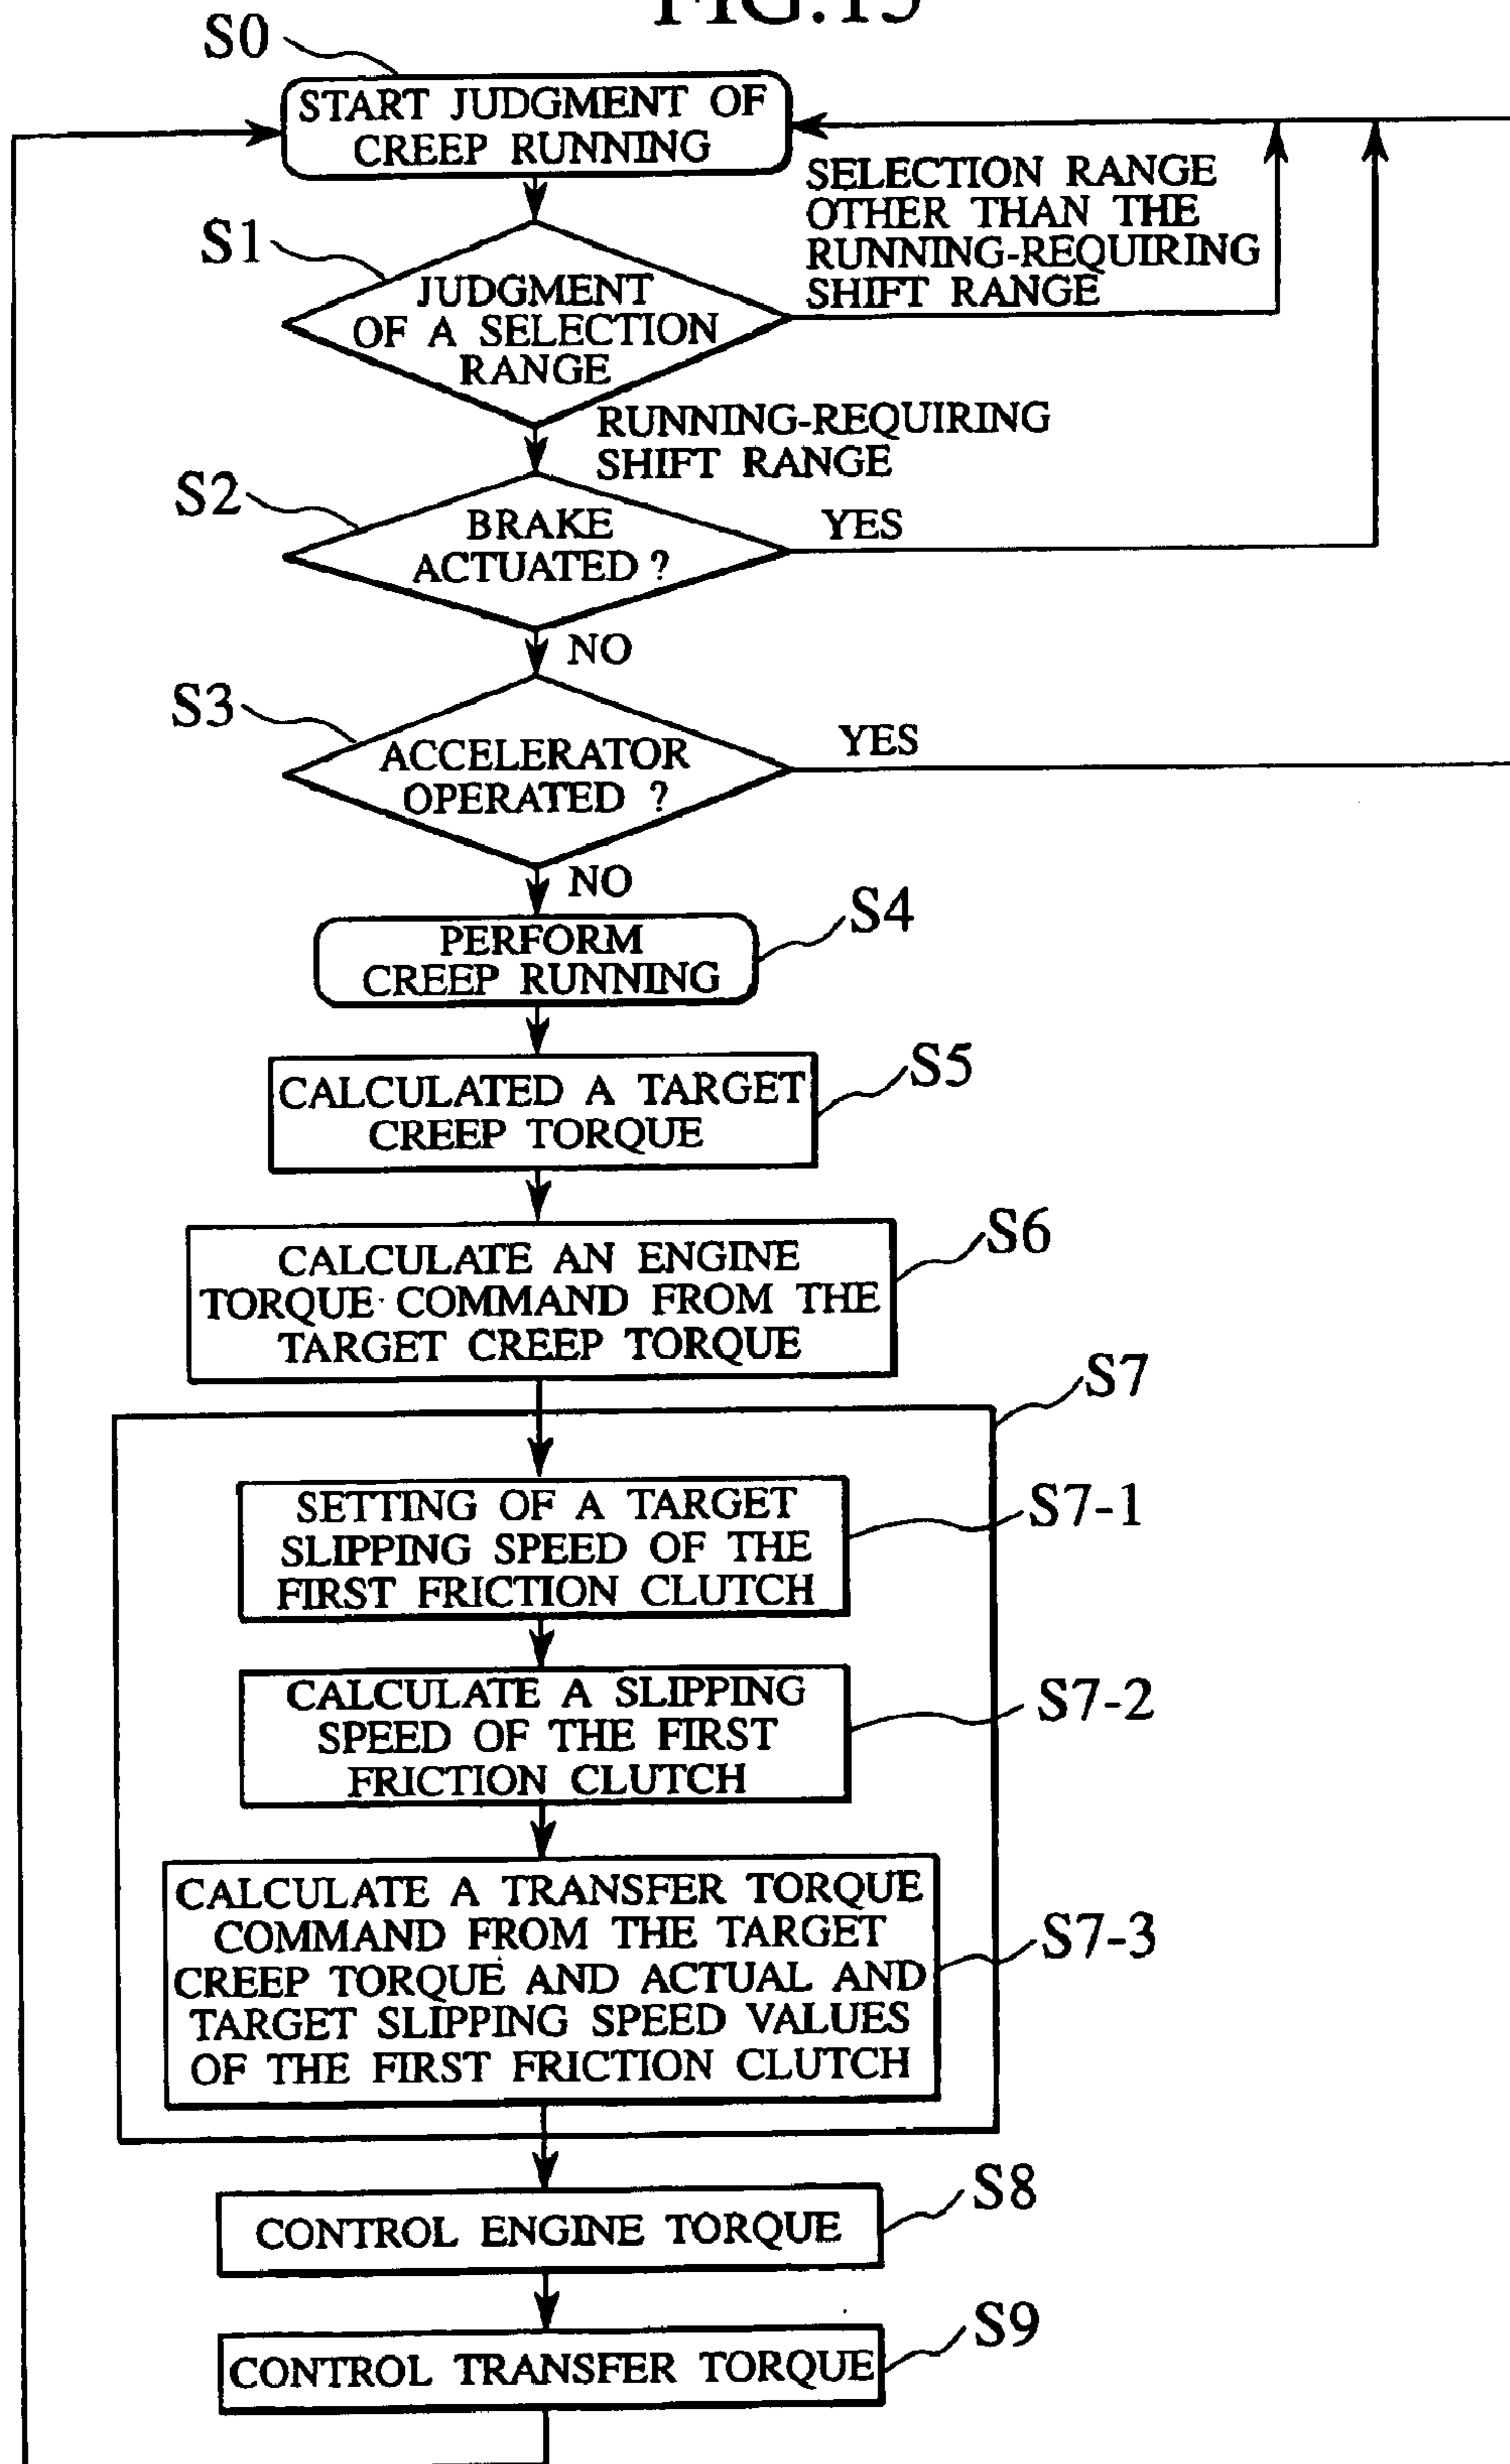 FIG.15
S0
START JUDGMENT OF
CREEP RUNNING
SELECTION RANGE
OTHER THAN THE
RUNNING-REQUIRING
SHIFT RANGE
S1
JUDGMENT
OF A SELECTION
RANGE
RUNNING-REQUIRING
SHIFT RANGE
S2
BRAKE
ACTUATED ?
YES
NO
S3
ACCELERATOR
OPERATED ?
YES
NO
S4
PERFORM
CREEP RUNNING
S5
CALCULATED A TARGET
CREEP TORQUE
S6
CALCULATE AN ENGINE
TORQUE COMMAND FROM THE
TARGET CREEP TORQUE
S7
SETTING OF A TARGET
SLIPPING SPEED OF THE
FIRST FRICTION CLUTCH
S7-1
CALCULATE A SLIPPING
SPEED OF THE FIRST
FRICTION CLUTCH
S7-2
CALCULATE A TRANSFER TORQUE
COMMAND FROM THE TARGET
CREEP TORQUE AND ACTUAL AND
TARGET SLIPPING SPEED VALUES
OF THE FIRST FRICTION CLUTCH
S7-3
CONTROL ENGINE TORQUE
S8
CONTROL TRANSFER TORQUE
S9